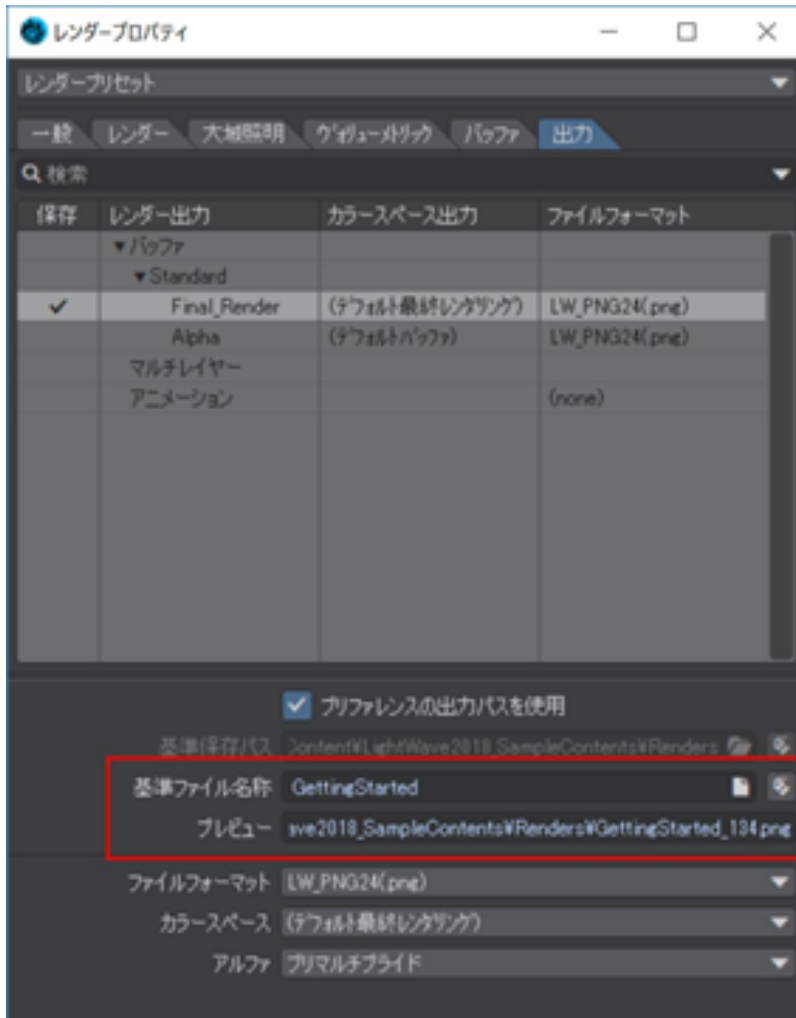 レンダープロパティ
レンダープリセット
一般 レンダー 大域照明 ヴォリューメトリック バッファ 出力
検索
保存 レンダー出力 カラースペース出力 ファイルフォーマット
バッファ
Standard
Final_Render (デフォルト最終レンダリング) LW_PNG24(.png)
Alpha (デフォルトバッファ) LW_PNG24(.png)
マルチレイヤー
アニメーション (none)
プリファレンスの出力パスを使用
基準保存パス Content¥LightWave2018_SampleContents¥Renders
基準ファイル名称 GettingStarted
プレビュー ave2018_SampleContents¥Renders¥GettingStarted_134.png
ファイルフォーマット LW_PNG24(.png)
カラースペース (デフォルト最終レンダリング)
アルファ プリマルチプライド